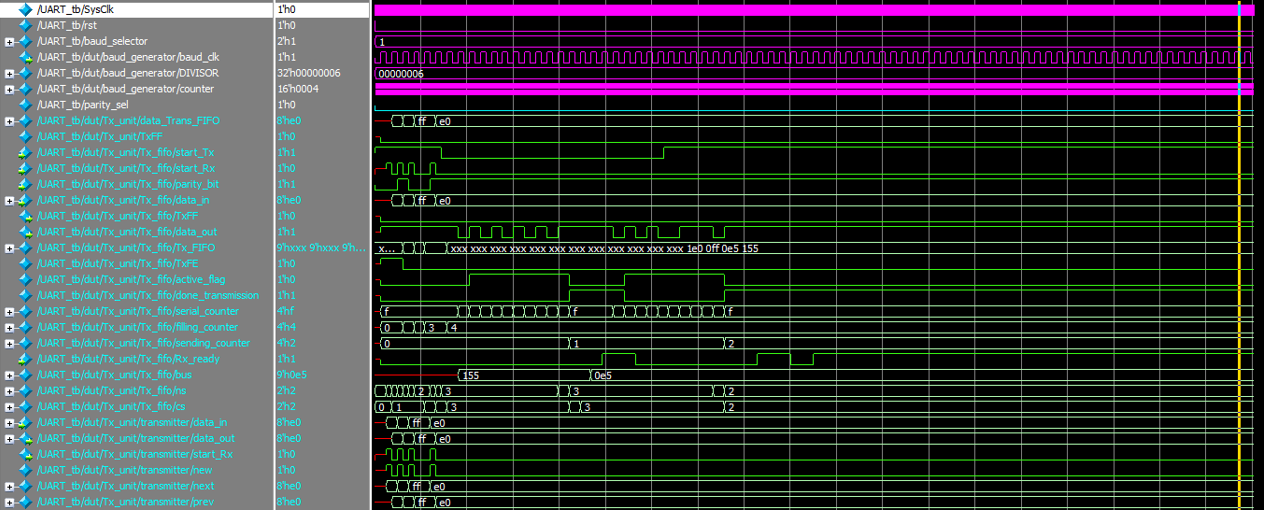 /UART_tb/SysClk 1'h0
/UART_tb/rst 1'h0
/UART_tb/baud_selector 2'h1 1
/UART_tb/dut/baud_generator/baud_clk 1'h1
/UART_tb/dut/baud_generator/DIVISOR 32'h00000006 00000006
/UART_tb/dut/baud_generator/counter 16'h0004
/UART_tb/parity_sel 1'h0
/UART_tb/dut/Tx_unit/data_Trans_FIFO 8'he0 ff e0
/UART_tb/dut/Tx_unit/TxFF 1'h0
/UART_tb/dut/Tx_unit/Tx_fifo/start_Tx 1'h1
/UART_tb/dut/Tx_unit/Tx_fifo/start_Rx 1'h0
/UART_tb/dut/Tx_unit/Tx_fifo/parity_bit 1'h1
/UART_tb/dut/Tx_unit/Tx_fifo/data_in 8'he0 ff e0
/UART_tb/dut/Tx_unit/Tx_fifo/TxFF 1'h0
/UART_tb/dut/Tx_unit/Tx_fifo/data_out 1'h1
/UART_tb/dut/Tx_unit/Tx_fifo/Tx_FIFO 9'hxxx 9'hxxx 9'h... x... xxx xxx xxx xxx xxx xxx xxx xxx xxx xxx xxx xxx 1e0 0ff 0e5 155
/UART_tb/dut/Tx_unit/Tx_fifo/TxFE 1'h0
/UART_tb/dut/Tx_unit/Tx_fifo/active_flag 1'h0
/UART_tb/dut/Tx_unit/Tx_fifo/done_transmission 1'h1
/UART_tb/dut/Tx_unit/Tx_fifo/serial_counter 4'hf f f f
/UART_tb/dut/Tx_unit/Tx_fifo/filling_counter 4'h4 0 3 4
/UART_tb/dut/Tx_unit/Tx_fifo/sending_counter 4'h2 0 1 2
/UART_tb/dut/Tx_unit/Tx_fifo/Rx_ready 1'h1
/UART_tb/dut/Tx_unit/Tx_fifo/bus 9'h0e5 155 0e5
/UART_tb/dut/Tx_unit/Tx_fifo/ns 2'h2 2 3 3 2
/UART_tb/dut/Tx_unit/Tx_fifo/cs 2'h2 0 1 3 3 2
/UART_tb/dut/Tx_unit/transmitter/data_in 8'he0 ff e0
/UART_tb/dut/Tx_unit/transmitter/data_out 8'he0 ff e0
/UART_tb/dut/Tx_unit/transmitter/start_Rx 1'h0
/UART_tb/dut/Tx_unit/transmitter/new 1'h0
/UART_tb/dut/Tx_unit/transmitter/next 8'he0 ff e0
/UART_tb/dut/Tx_unit/transmitter/prev 8'he0 ff e0